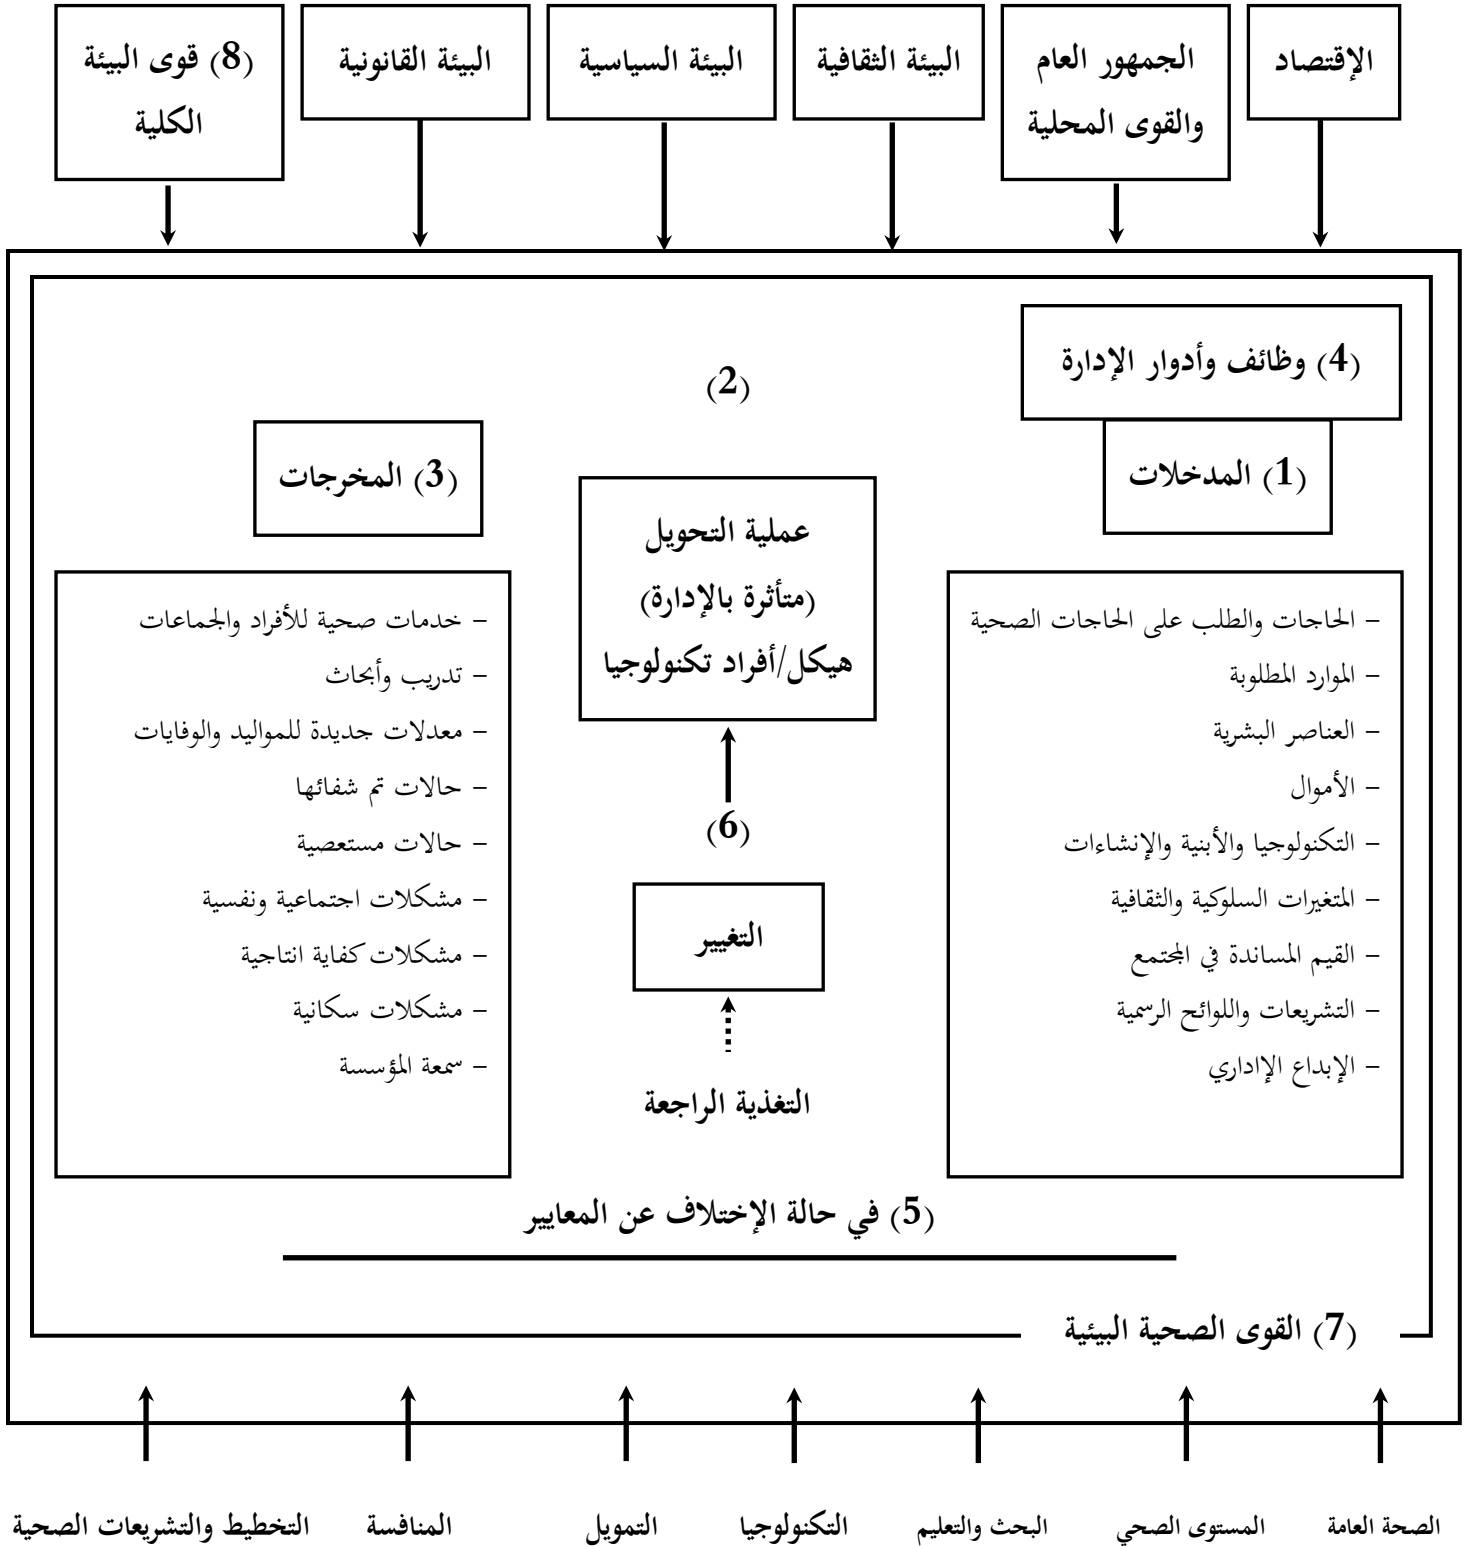 الإقتصاد
الجمهور العام
والقوى المحلية
البيئة الثقافية
البيئة السياسية
البيئة القانونية
(8) قوى البيئة
الكلية
(4) وظائف وأدوار الإدارة
(2)
(1) المدخلات
(3) المخرجات
عملية التحويل
(متأثرة بالإدارة)
هيكل/أفراد تكنولوجيا
- الحاجات والطلب على الحاجات الصحية
- الموارد المطلوبة
- العناصر البشرية
- الأموال
- التكنولوجيا والأبنية والإنشاءات
- المتغيرات السلوكية والثقافية
- القيم المساندة في المجتمع
- التشريعات واللوائح الرسمية
- الإبداع الإاداري
(6)
التغيير
التغذية الراجعة
- خدمات صحية للأفراد والجماعات
- تدريب وأبحاث
- معدلات جديدة للمواليد والوفايات
- حالات تم شفائها
- حالات مستعصية
- مشكلات اجتماعية ونفسية
- مشكلات كفاية انتاجية
- مشكلات سكانية
- سمعة المؤسسة
(5) في حالة الإختلاف عن المعايير
(7) القوى الصحية البيئية
الصحة العامة
المستوى الصحي
البحث والتعليم
التكنولوجيا
التمويل
المنافسة
التخطيط والتشريعات الصحية